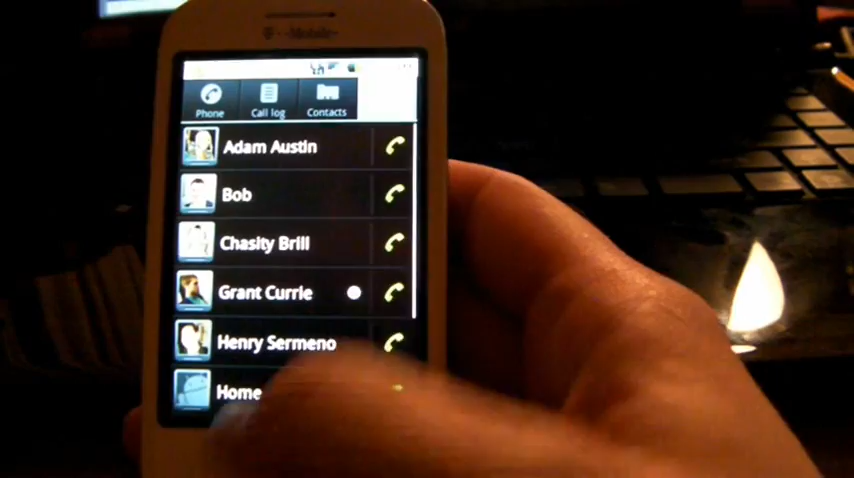 T··Mobile·
Phone Call log Contacts
Adam Austin
Bob
Chasity Brill
Grant Currie
Henry Sermeno
Home